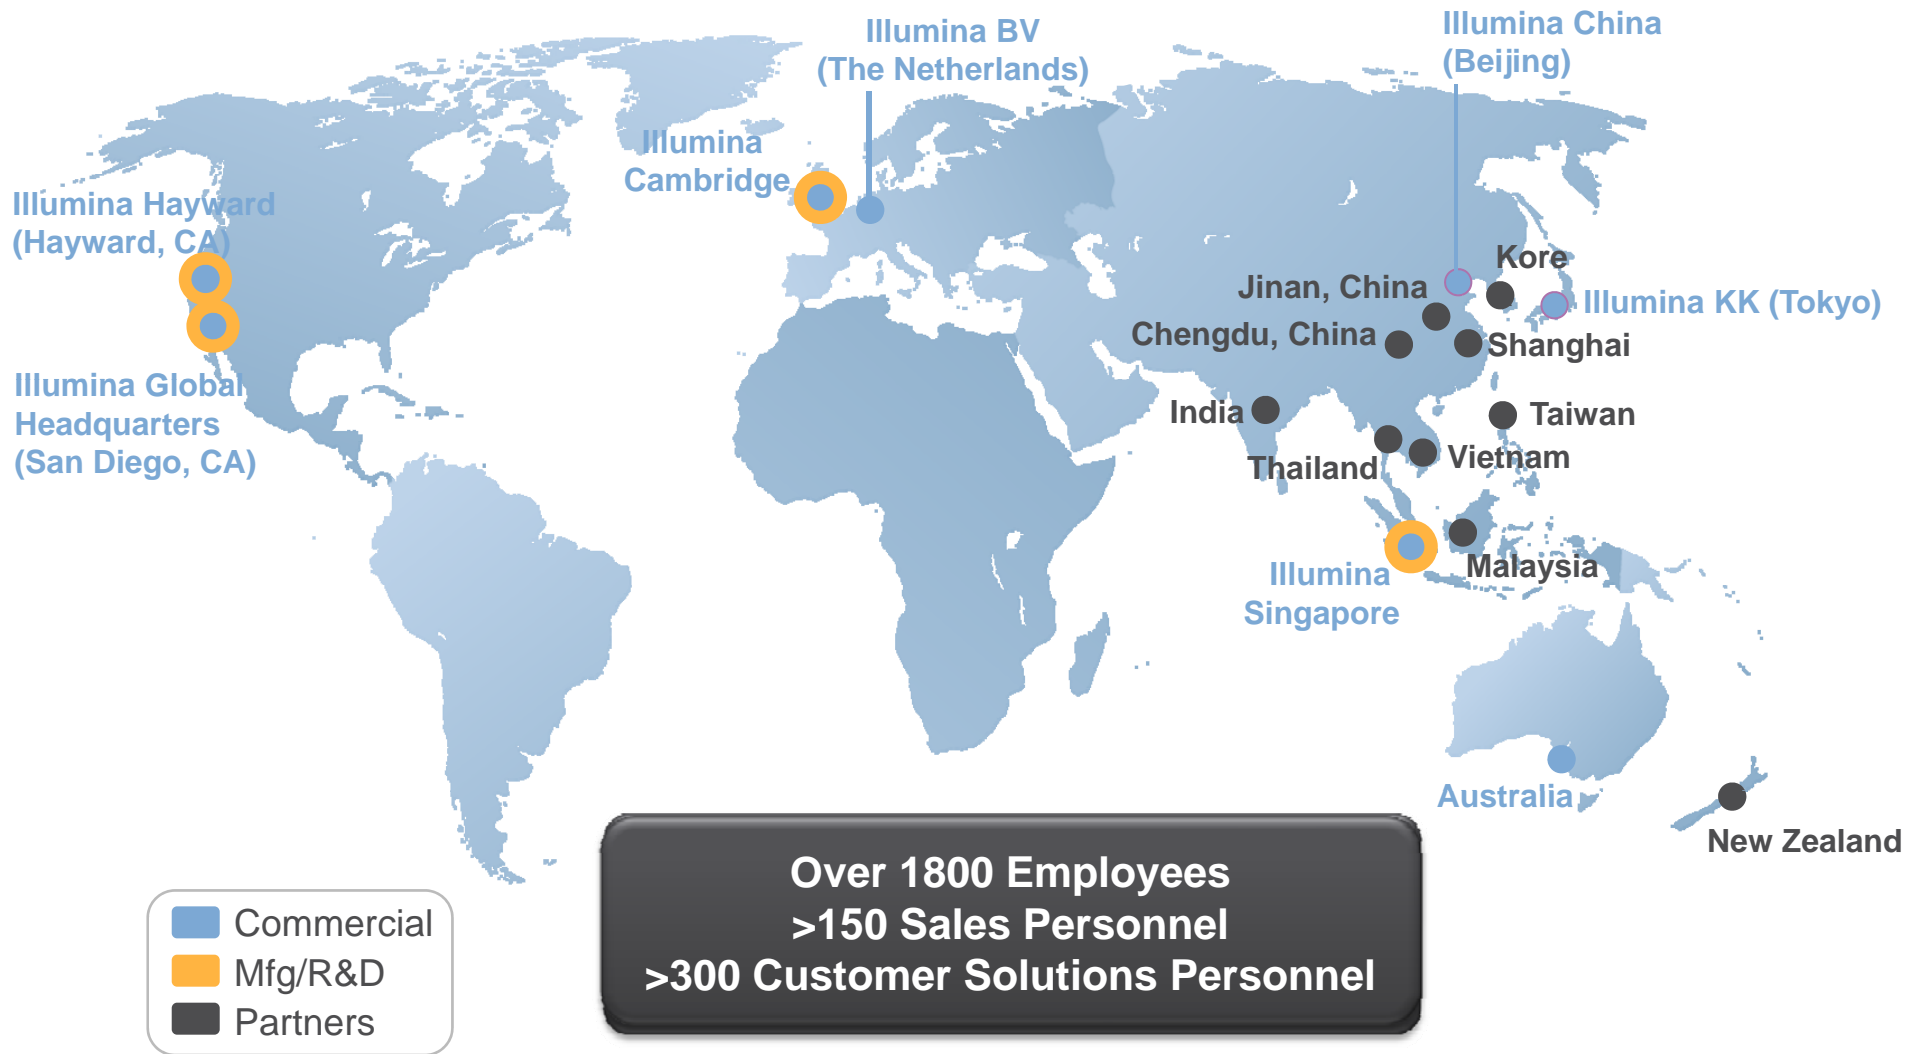 Illumina BV
(The Netherlands)
Illumina China
(Beijing)
Illumina
Cambridge
Illumina Hayward
(Hayward, CA)
Kore
Jinan, China
Illumina KK (Tokyo)
Chengdu, China
Shanghai
Illumina Global
Headquarters
(San Diego, CA)
India
Taiwan
Thailand
Vietnam
Malaysia
Illumina
Singapore
Australia
New Zealand
Over 1800 Employees
>150 Sales Personnel
>300 Customer Solutions Personnel
Commercial
Mfg/R&D
Partners